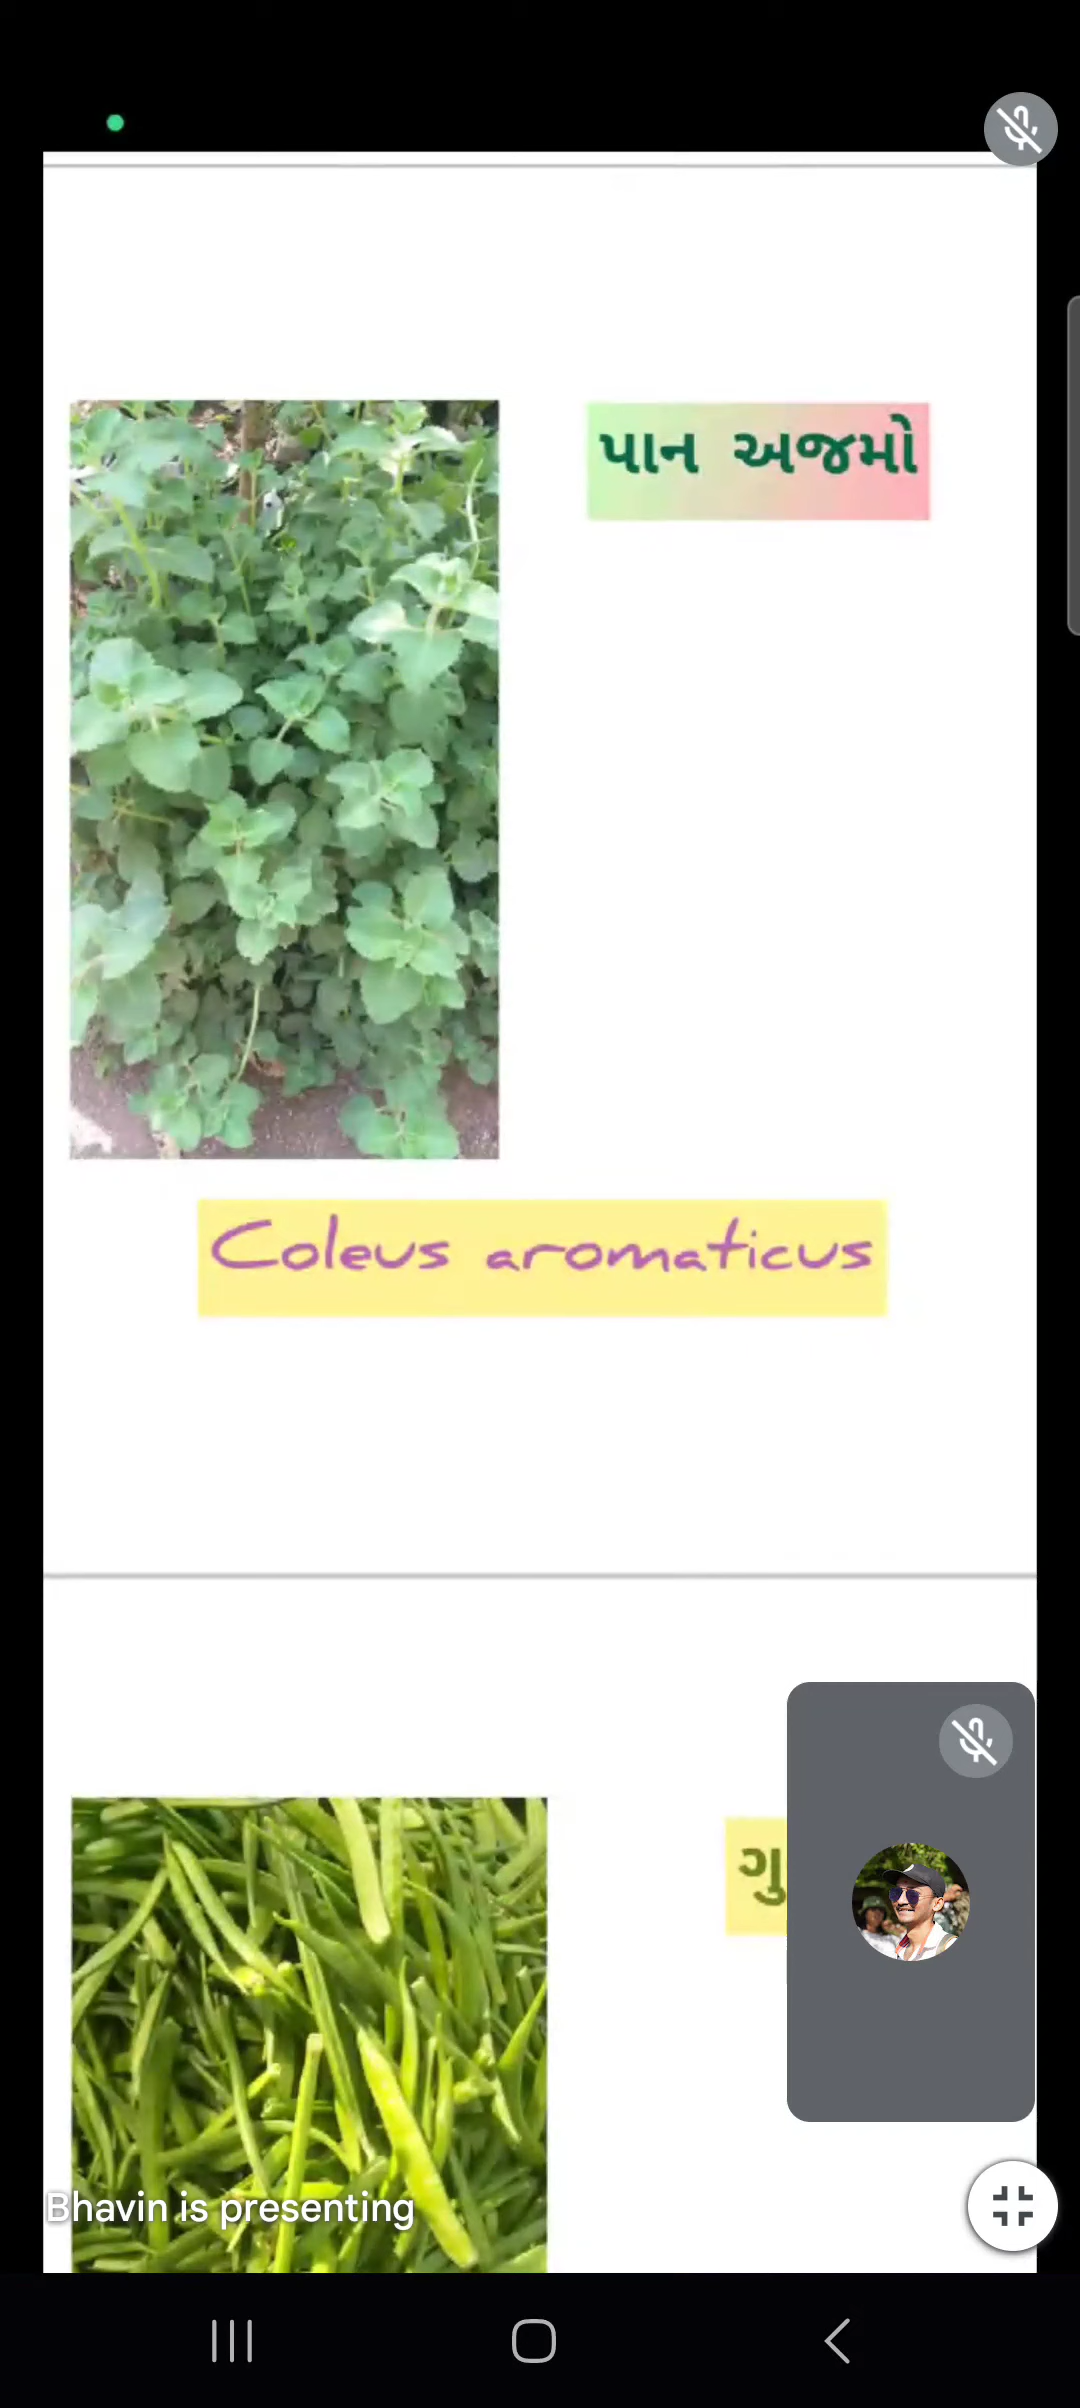 પાન અજમો
Coleus aromaticus
Bhavin is presenting